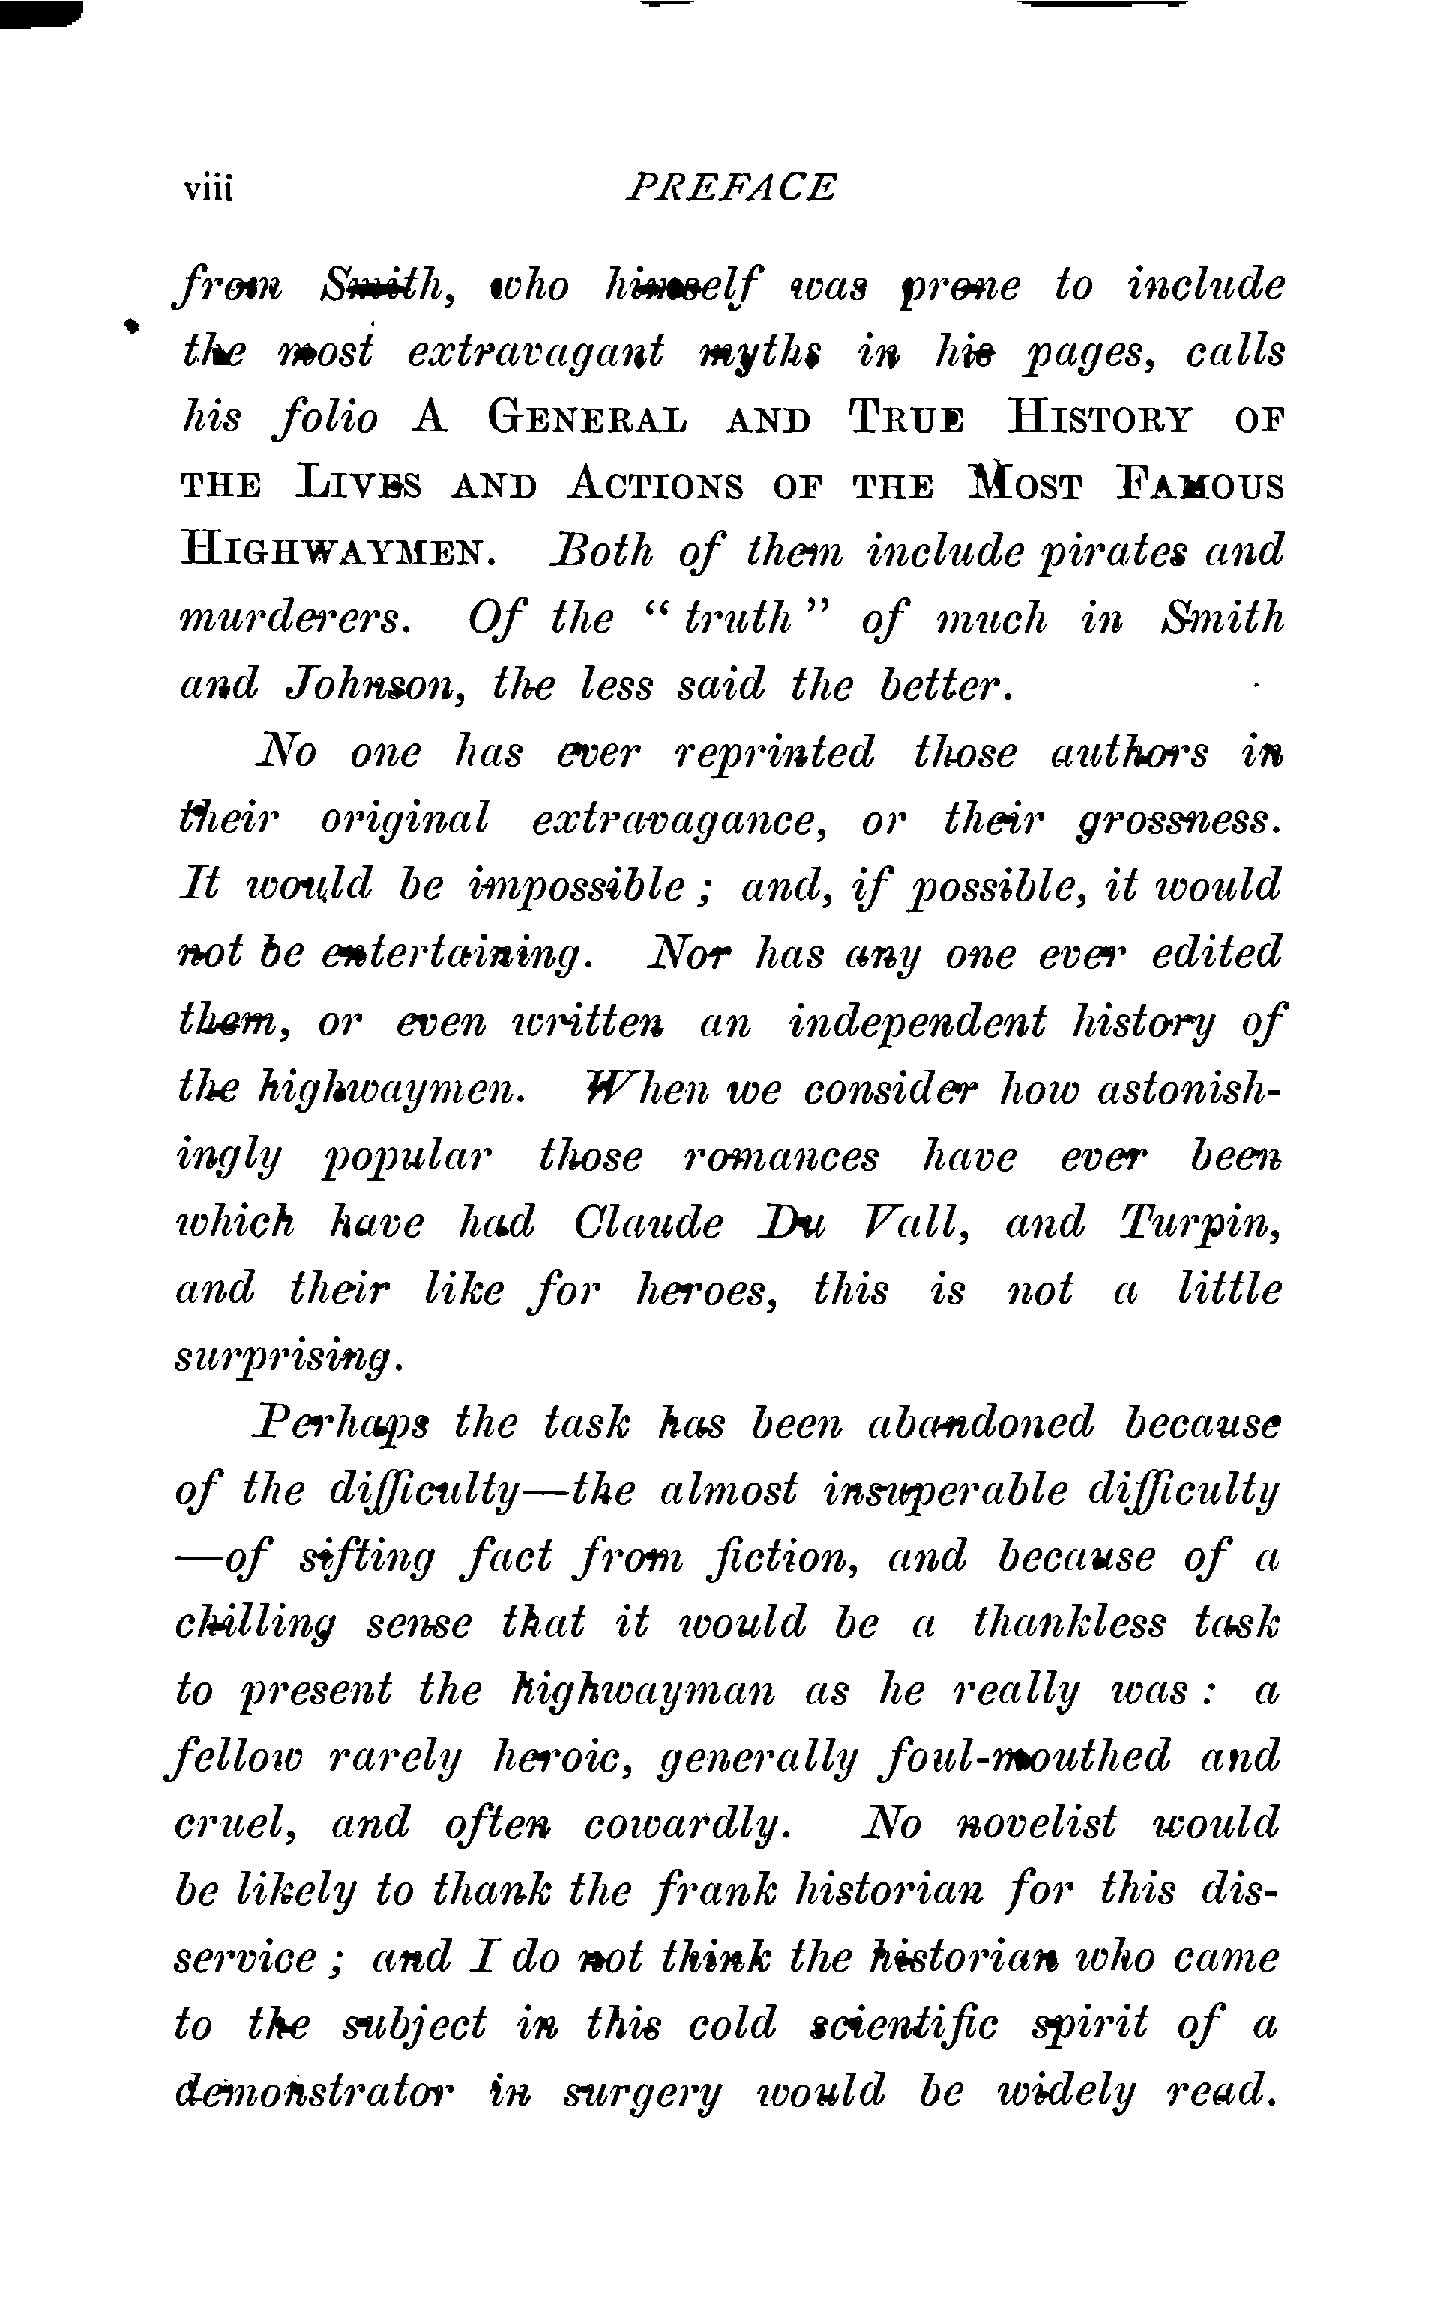 viii PREFACE
from Smith, who himself was prone to include
the most extravagant myths in his pages, calls
his folio A GENERAL AND TRUE HISTORY OF
THE LIVES AND ACTIONS OF THE MOST FAMOUS
HIGHWAYMEN. Both of them include pirates and
murderers. Of the “ truth ” of much in Smith
and Johnson, the less said the better.
No one has ever reprinted those authors in
their original extravagance, or their grossness.
It would be impossible ; and, if possible, it would
not be entertaining. Nor has any one ever edited
them, or even written an independent history of
the highwaymen. When we consider how astonish-
ingly popular those romances have ever been
which have had Claude Du Vall, and Turpin,
and their like for heroes, this is not a little
surprising.
Perhaps the task has been abandoned because
of the difficulty—the almost insuperable difficulty
—of sifting fact from fiction, and because of a
chilling sense that it would be a thankless task
to present the highwayman as he really was : a
fellow rarely heroic, generally foul-mouthed and
cruel, and often cowardly. No novelist would
be likely to thank the frank historian for this dis-
service ; and I do not think the historian who came
to the subject in this cold scientific spirit of a
demonstrator in surgery would be widely read.